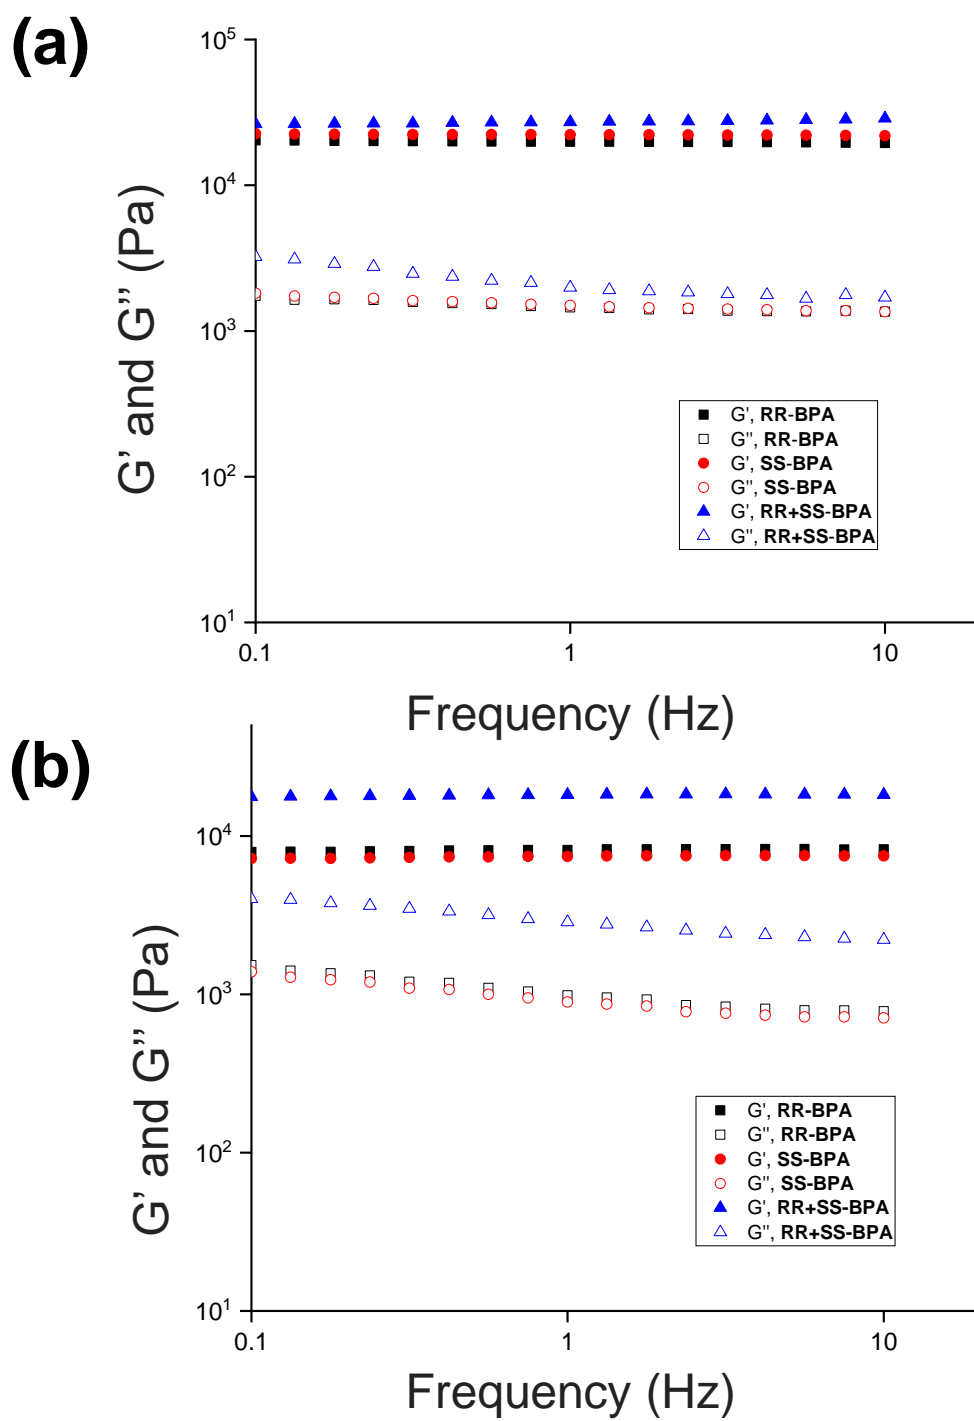 (a)
10^5
10^4
10^3
10^2
10^1
G’ and G’’ (Pa)
G', RR-BPA
G'', RR-BPA
G', SS-BPA
G'', SS-BPA
G', RR+SS-BPA
G'', RR+SS-BPA
0.1 1 10
Frequency (Hz)
(b)
10^4
10^3
10^2
10^1
G’ and G’’ (Pa)
G', RR-BPA
G'', RR-BPA
G', SS-BPA
G'', SS-BPA
G', RR+SS-BPA
G'', RR+SS-BPA
0.1 1 10
Frequency (Hz)